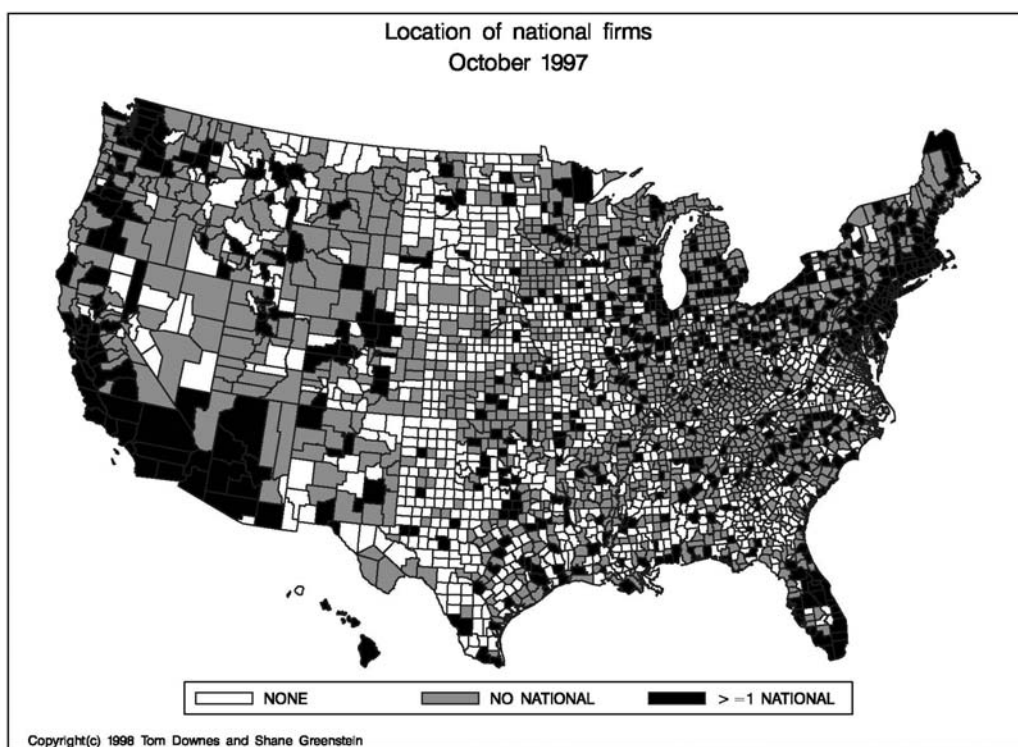 Location of national firms
October 1997
NONE NO NATIONAL > =1 NATIONAL
Copyright(c) 1998 Tom Downes and Shane Greenstein